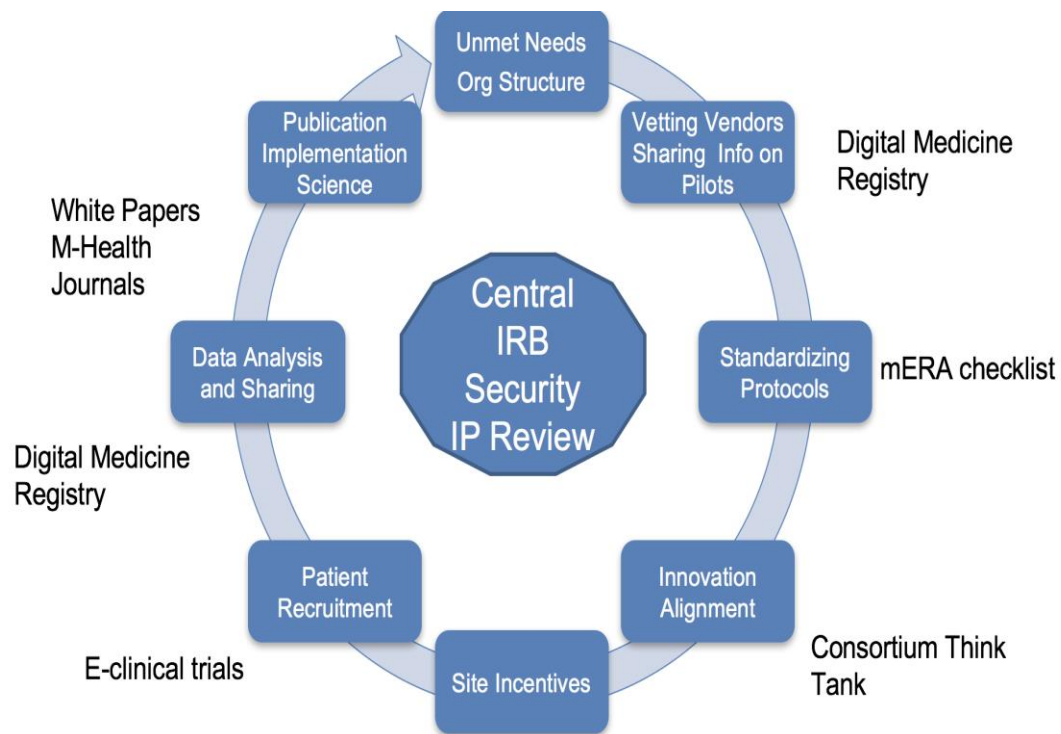 Unmet Needs
Org Structure
Vetting Vendors
Sharing Info on
Pilots
Digital Medicine
Registry
Standardizing
Protocols
mERA checklist
Innovation
Alignment
Consortium Think
Tank
Site Incentives
Patient
Recruitment
E-clinical trials
Data Analysis
and Sharing
Digital Medicine
Registry
Publication
Implementation
Science
White Papers
M-Health
Journals
Central
IRB
Security
IP Review